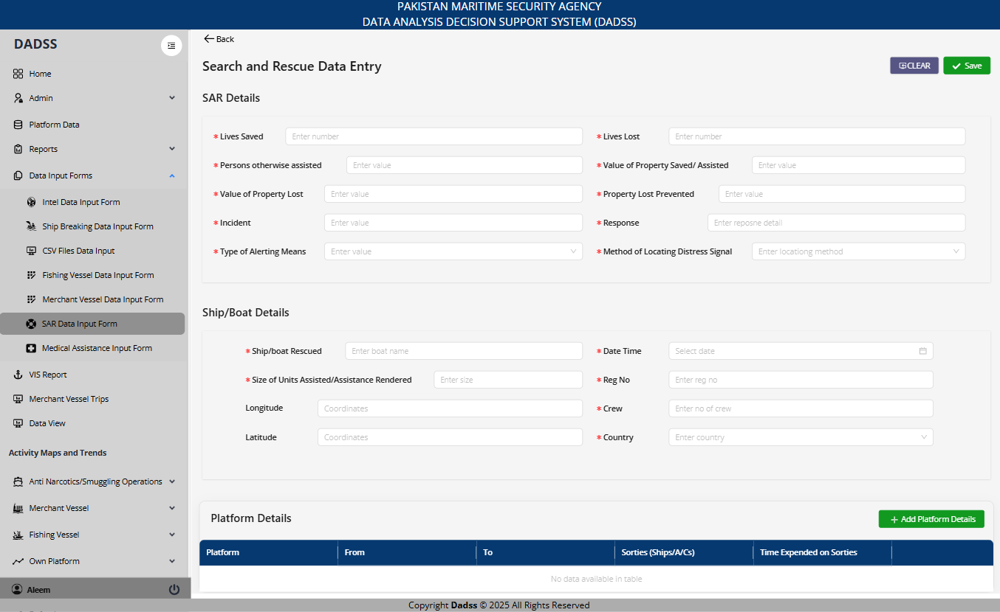 PAKISTAN MARITIME SECURITY AGENCY
DATA ANALYSIS DECISION SUPPORT SYSTEM (DADSS)
DADSS
Home
Admin
Platform Data
Reports
Data Input Forms
Intel Data Input Form
Ship Breaking Data Input Form
CSV Files Data Input
Fishing Vessel Data Input Form
Merchant Vessel Data Input Form
SAR Data Input Form
Medical Assistance Input Form
VIS Report
Merchant Vessel Trips
Data View
Activity Maps and Trends
Anti Narcotics/Smuggling Operations
Merchant Vessel
Fishing Vessel
Own Platform
Aleem
Back
Search and Rescue Data Entry
CLEAR Save
SAR Details
* Lives Saved Enter number * Lives Lost Enter number
* Persons otherwise assisted Enter value * Value of Property Saved/ Assisted Enter value
* Value of Property Lost Enter value * Property Lost Prevented Enter value
* Incident Enter value * Response Enter reposne detail
* Type of Alerting Means Enter value * Method of Locating Distress Signal Enter locationg method
Ship/Boat Details
* Ship/boat Rescued Enter boat name * Date Time Select date
* Size of Units Assisted/Assistance Rendered Enter size * Reg No Enter reg no
Longitude Coordinates * Crew Enter no of crew
Latitude Coordinates * Country Enter country
Platform Details + Add Platform Details
Platform From To Sorties (Ships/A/Cs) Time Expended on Sorties
No data available in table
Copyright Dadss © 2025 All Rights Reserved